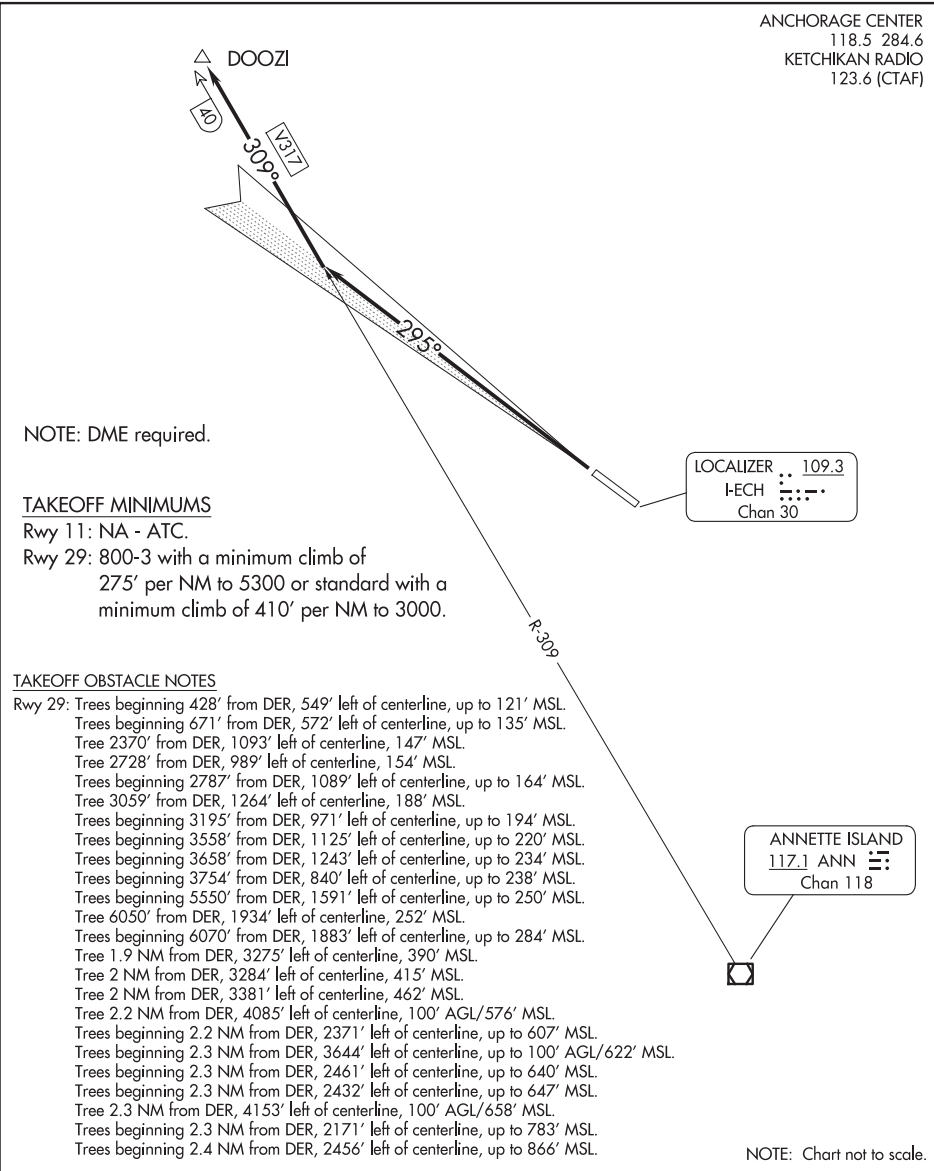 ANCHORAGE CENTER
118.5 284.6
KETCHIKAN RADIO
123.6 (CTAF)
DOOZI
40
V317
309°
295°
NOTE: DME required.
LOCALIZER 109.3
I-ECH
Chan 30
TAKEOFF MINIMUMS
Rwy 11: NA - ATC.
Rwy 29: 800-3 with a minimum climb of
275' per NM to 5300 or standard with a
minimum climb of 410' per NM to 3000.
R-309
TAKEOFF OBSTACLE NOTES
Rwy 29: Trees beginning 428' from DER, 549' left of centerline, up to 121' MSL.
Trees beginning 671' from DER, 572' left of centerline, up to 135' MSL.
Tree 2370' from DER, 1093' left of centerline, 147' MSL.
Tree 2728' from DER, 989' left of centerline, 154' MSL.
Trees beginning 2787' from DER, 1089' left of centerline, up to 164' MSL.
Tree 3059' from DER, 1264' left of centerline, 188' MSL.
Trees beginning 3195' from DER, 971' left of centerline, up to 194' MSL.
Trees beginning 3558' from DER, 1125' left of centerline, up to 220' MSL.
Trees beginning 3658' from DER, 1243' left of centerline, up to 234' MSL.
Trees beginning 3754' from DER, 840' left of centerline, up to 238' MSL.
Trees beginning 5550' from DER, 1591' left of centerline, up to 250' MSL.
Tree 6050' from DER, 1934' left of centerline, 252' MSL.
Trees beginning 6070' from DER, 1883' left of centerline, up to 284' MSL.
Tree 1.9 NM from DER, 3275' left of centerline, 390' MSL.
Tree 2 NM from DER, 3284' left of centerline, 415' MSL.
Tree 2 NM from DER, 3381' left of centerline, 462' MSL.
Tree 2.2 NM from DER, 4085' left of centerline, 100' AGL/576' MSL.
Trees beginning 2.2 NM from DER, 2371' left of centerline, up to 607' MSL.
Trees beginning 2.3 NM from DER, 3644' left of centerline, up to 100' AGL/622' MSL.
Trees beginning 2.3 NM from DER, 2461' left of centerline, up to 640' MSL.
Trees beginning 2.3 NM from DER, 2432' left of centerline, up to 647' MSL.
Tree 2.3 NM from DER, 4153' left of centerline, 100' AGL/658' MSL.
Trees beginning 2.3 NM from DER, 2171' left of centerline, up to 783' MSL.
Trees beginning 2.4 NM from DER, 2456' left of centerline, up to 866' MSL.
ANNETTE ISLAND
117.1 ANN
Chan 118
NOTE: Chart not to scale.